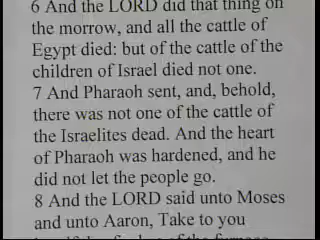 6 And the LORD did that thing on
the morrow, and all the cattle of
Egypt died: but of the cattle of the
children of Israel died not one.
7 And Pharaoh sent, and, behold,
there was not one of the cattle of
the Israelites dead. And the heart
of Pharaoh was hardened, and he
did not let the people go.
8 And the LORD said unto Moses
and unto Aaron, Take to you
of the furnace